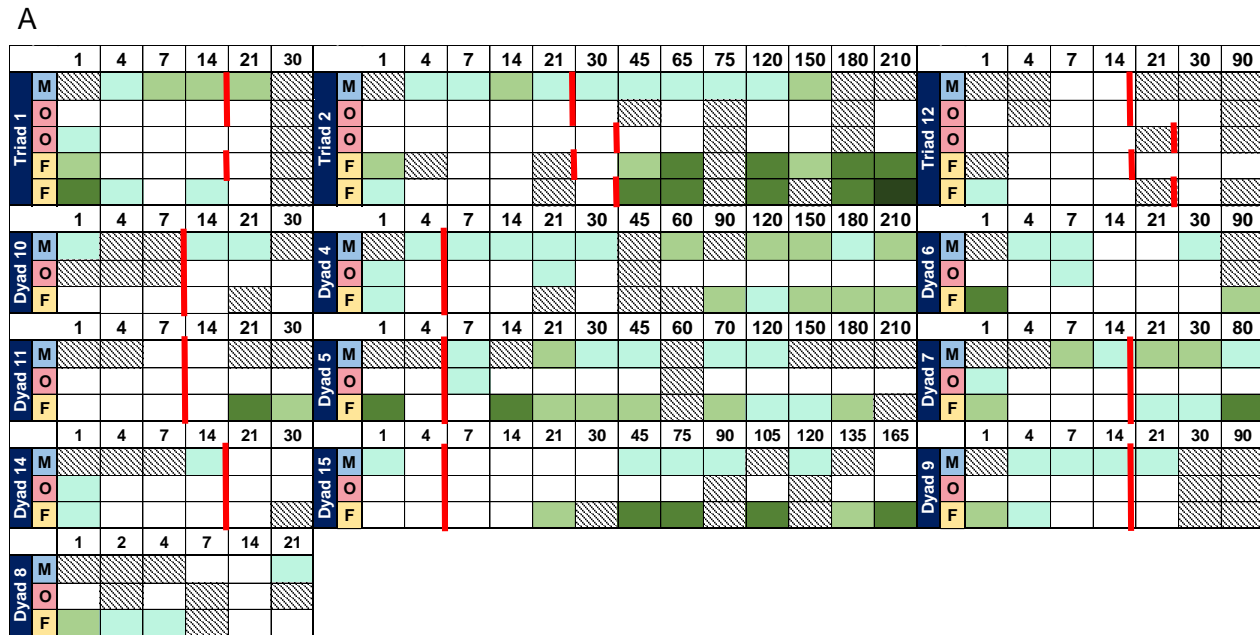 A
1 4 7 14 21 30 1 4 7 14 21 30 45 65 75 120 150 180 210 1 4 7 14 21 30 90
Triad 1 M Triad 2 M Triad 12 M
O O O
O O O
F F F
F F F
1 4 7 14 21 30 1 4 7 14 21 30 45 60 90 120 150 180 210 1 4 7 14 21 30 90
Dyad 10 M Dyad 4 M Dyad 6 M
O O O
F F F
1 4 7 14 21 30 1 4 7 14 21 30 45 60 70 120 150 180 210 1 4 7 14 21 30 80
Dyad 11 M Dyad 5 M Dyad 7 M
O O O
F F F
1 4 7 14 21 30 1 4 7 14 21 30 45 75 90 105 120 135 165 1 4 7 14 21 30 90
Dyad 14 M Dyad 15 M Dyad 9 M
O O O
F F F
1 2 4 7 14 21
Dyad 8 M
O
F